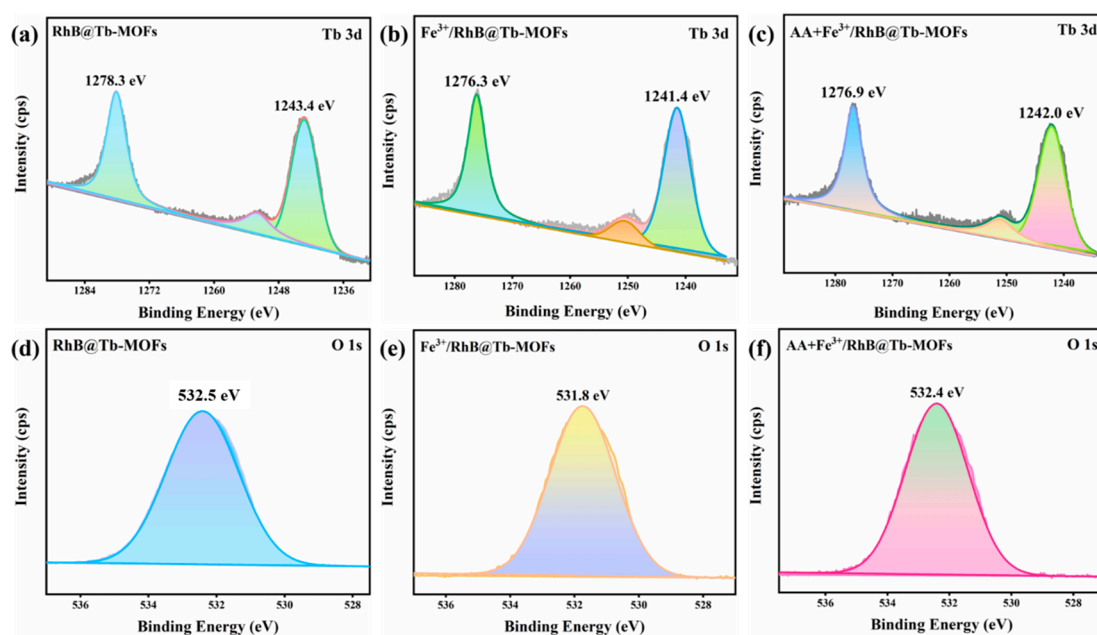 (a) RhB@Tb-MOFs Tb 3d
1278.3 eV
1243.4 eV
Intensity (cps)
1284 1272 1260 1248 1236
Binding Energy (eV)
(b) Fe³⁺/RhB@Tb-MOFs Tb 3d
1276.3 eV
1241.4 eV
Intensity (cps)
1280 1270 1260 1250 1240
Binding Energy (eV)
(c) AA+Fe³⁺/RhB@Tb-MOFs Tb 3d
1276.9 eV
1242.0 eV
Intensity (cps)
1280 1270 1260 1250 1240
Binding Energy (eV)
(d) RhB@Tb-MOFs O 1s
532.5 eV
Intensity (cps)
536 534 532 530 528
Binding Energy (eV)
(e) Fe³⁺/RhB@Tb-MOFs O 1s
531.8 eV
Intensity (cps)
536 534 532 530 528
Binding Energy (eV)
(f) AA+Fe³⁺/RhB@Tb-MOFs O 1s
532.4 eV
Intensity (cps)
536 534 532 530 528
Binding Energy (eV)